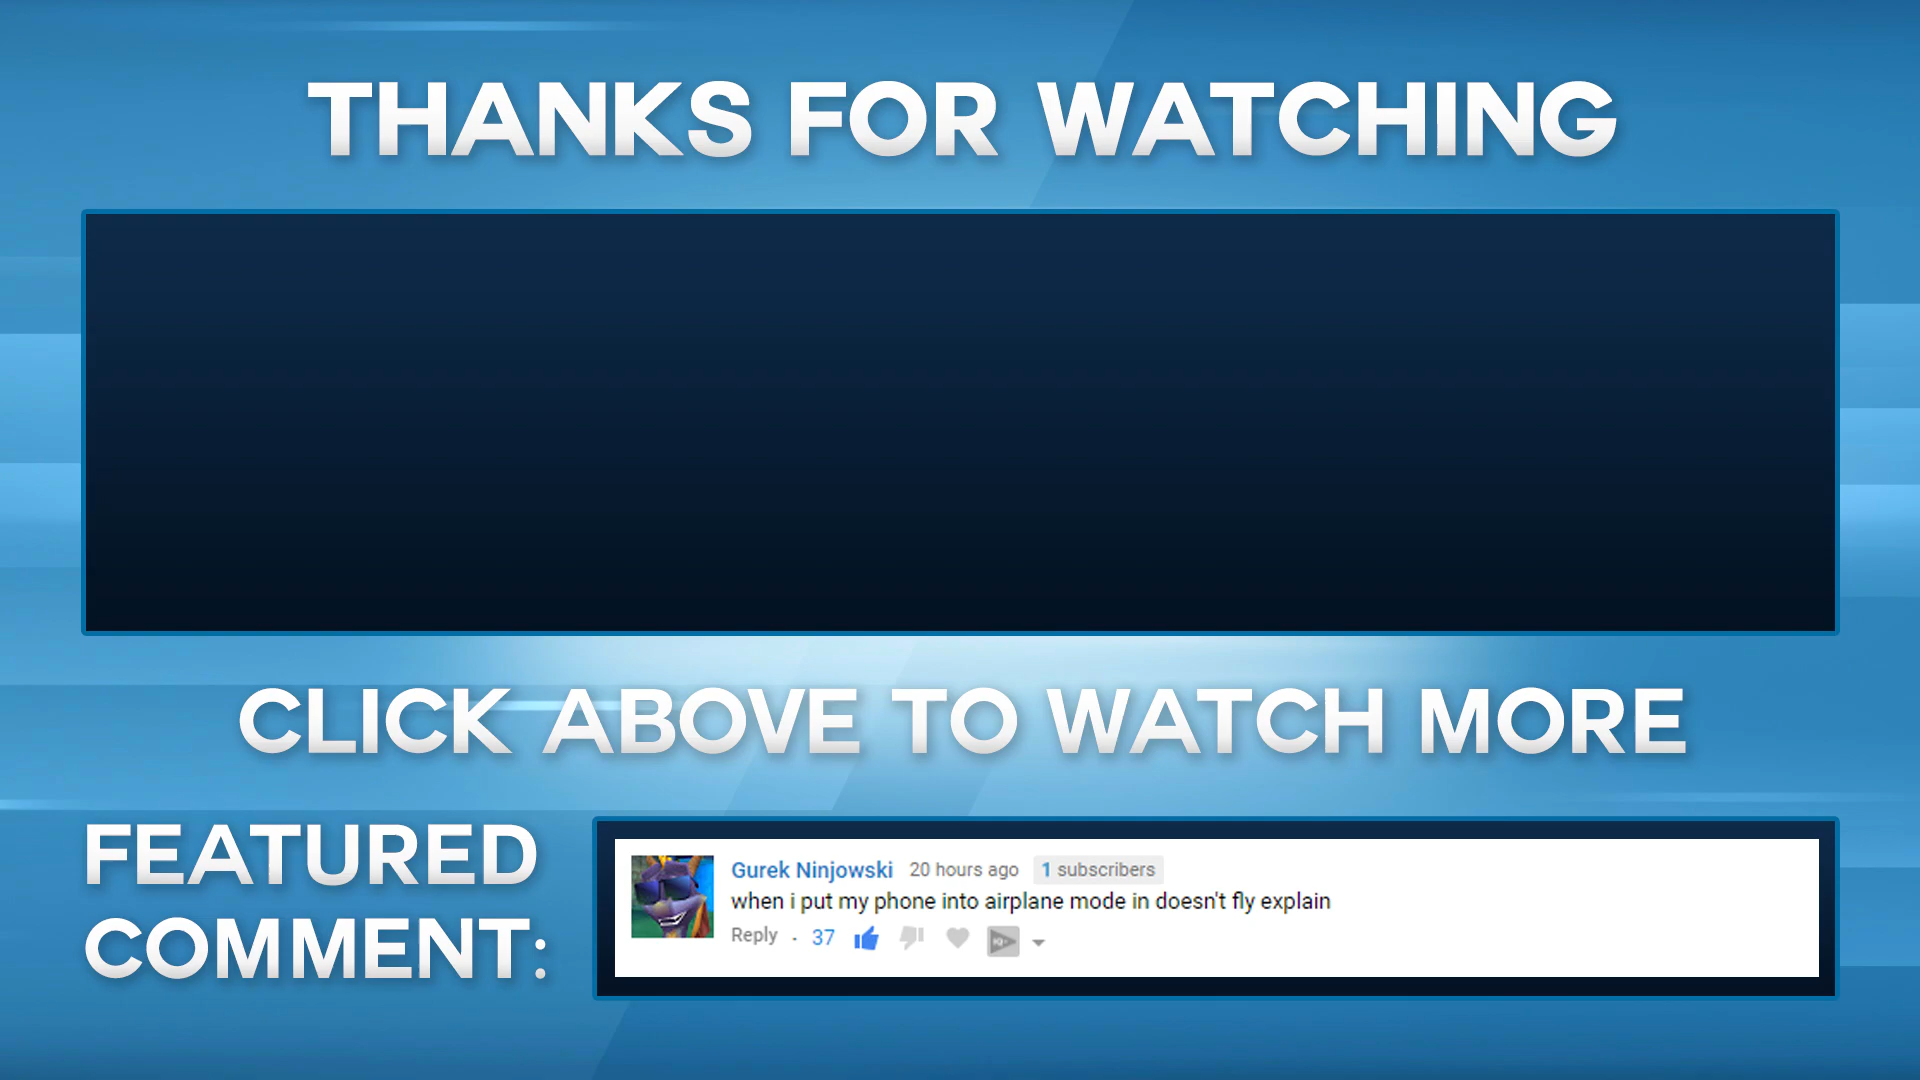 THANKS FOR WATCHING
CLICK ABOVE TO WATCH MORE
FEATURED
COMMENT:
Gurek Ninjowski 20 hours ago 1 subscribers
when i put my phone into airplane mode in doesn't fly explain
Reply · 37